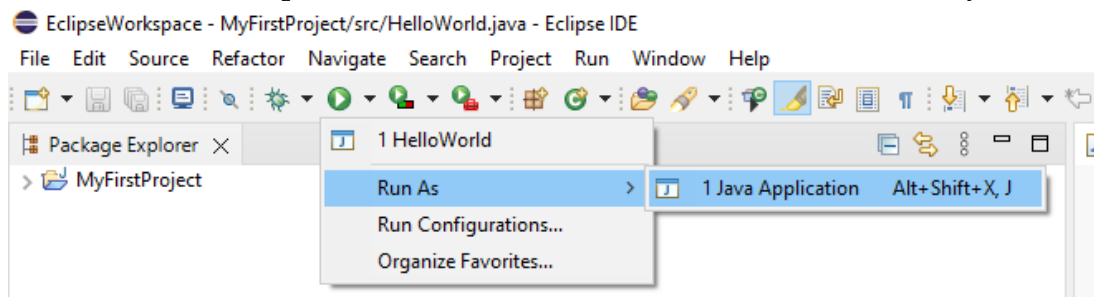 EclipseWorkspace - MyFirstProject/src/HelloWorld.java - Eclipse IDE
File Edit Source Refactor Navigate Search Project Run Window Help
Package Explorer
1 HelloWorld
MyFirstProject
Run As
1 Java Application Alt+Shift+X, J
Run Configurations...
Organize Favorites...